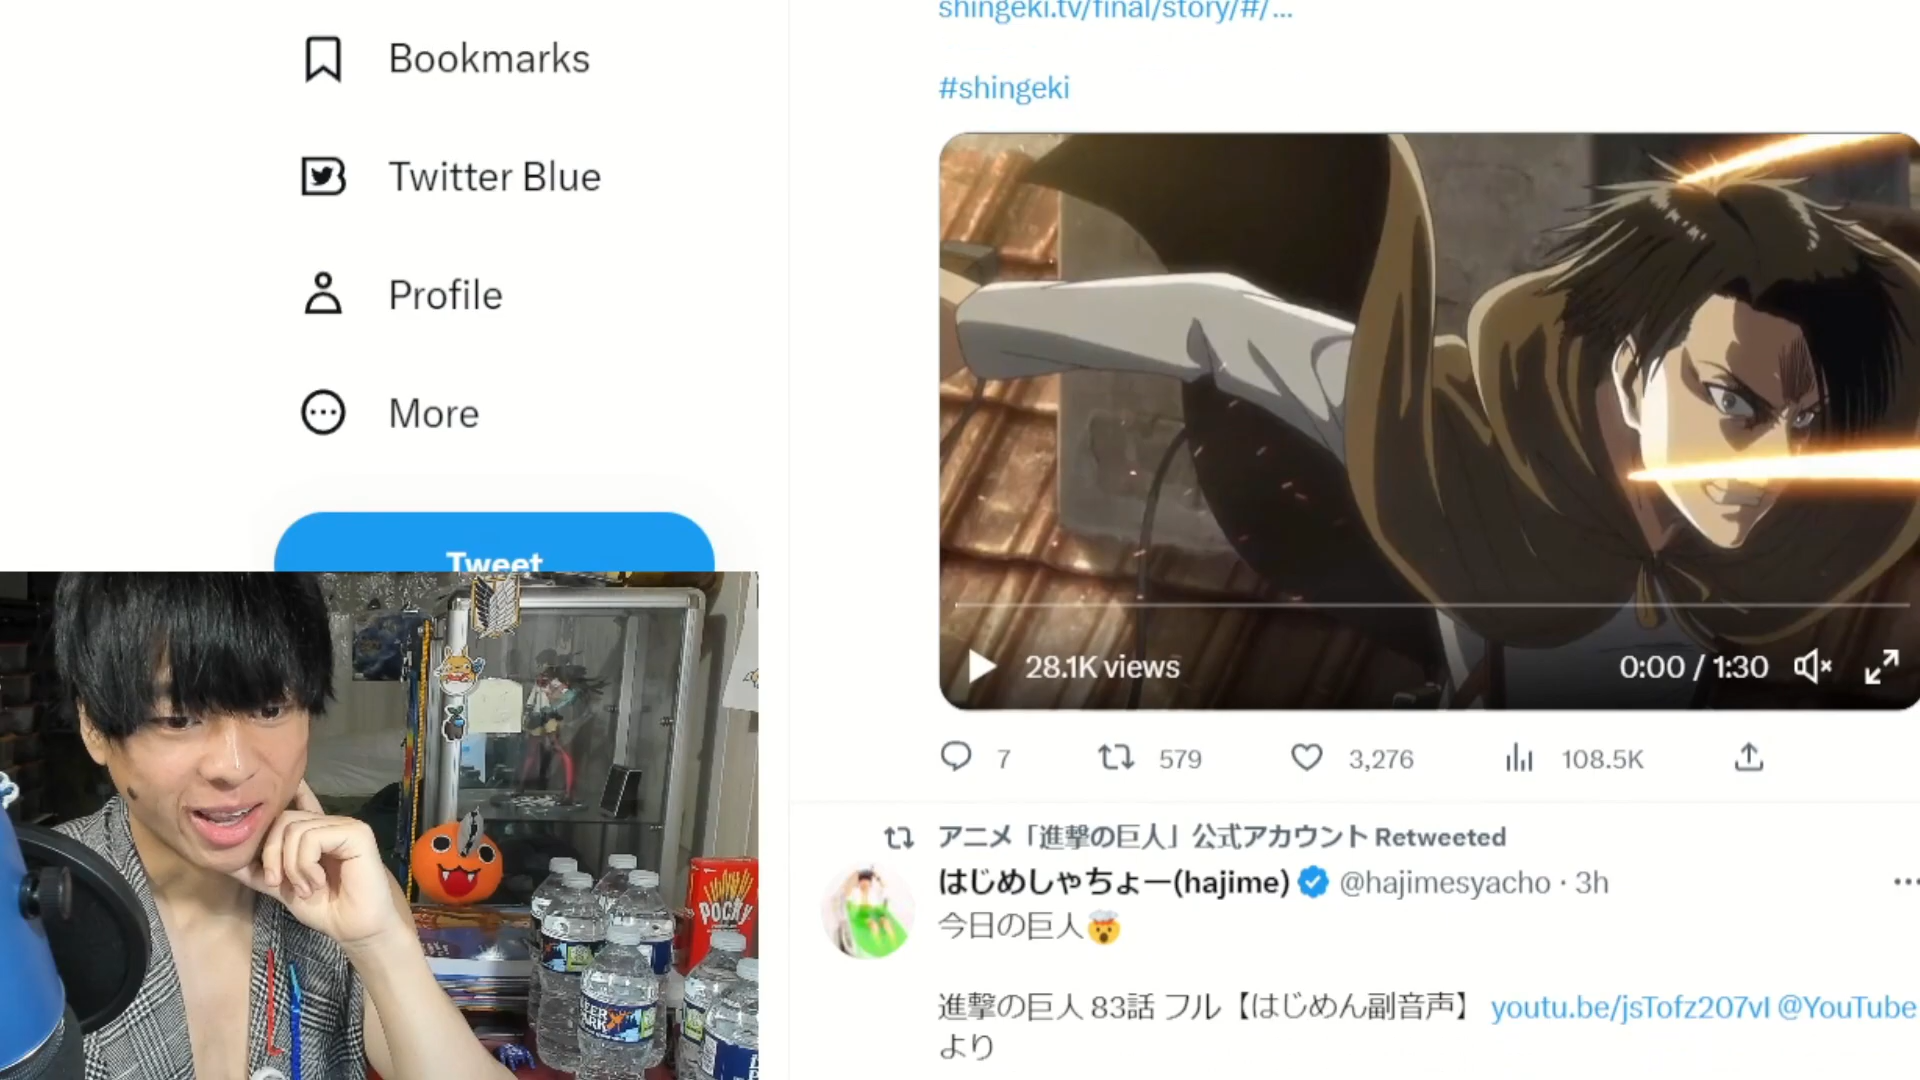 shingeki.tv/final/story/#/...
#shingeki
Bookmarks
Twitter Blue
Profile
More
Tweet
28.1K views
0:00 / 1:30
7
579
3,276
108.5K
アニメ「進撃の巨人」公式アカウント Retweeted
はじめしゃちょー(hajime) @hajimesyacho · 3h
今日の巨人🤯
進撃の巨人 83話 フル【はじめん副音声】 youtu.be/jsTofz207vI @YouTube
より
POCKY
DEER PARK